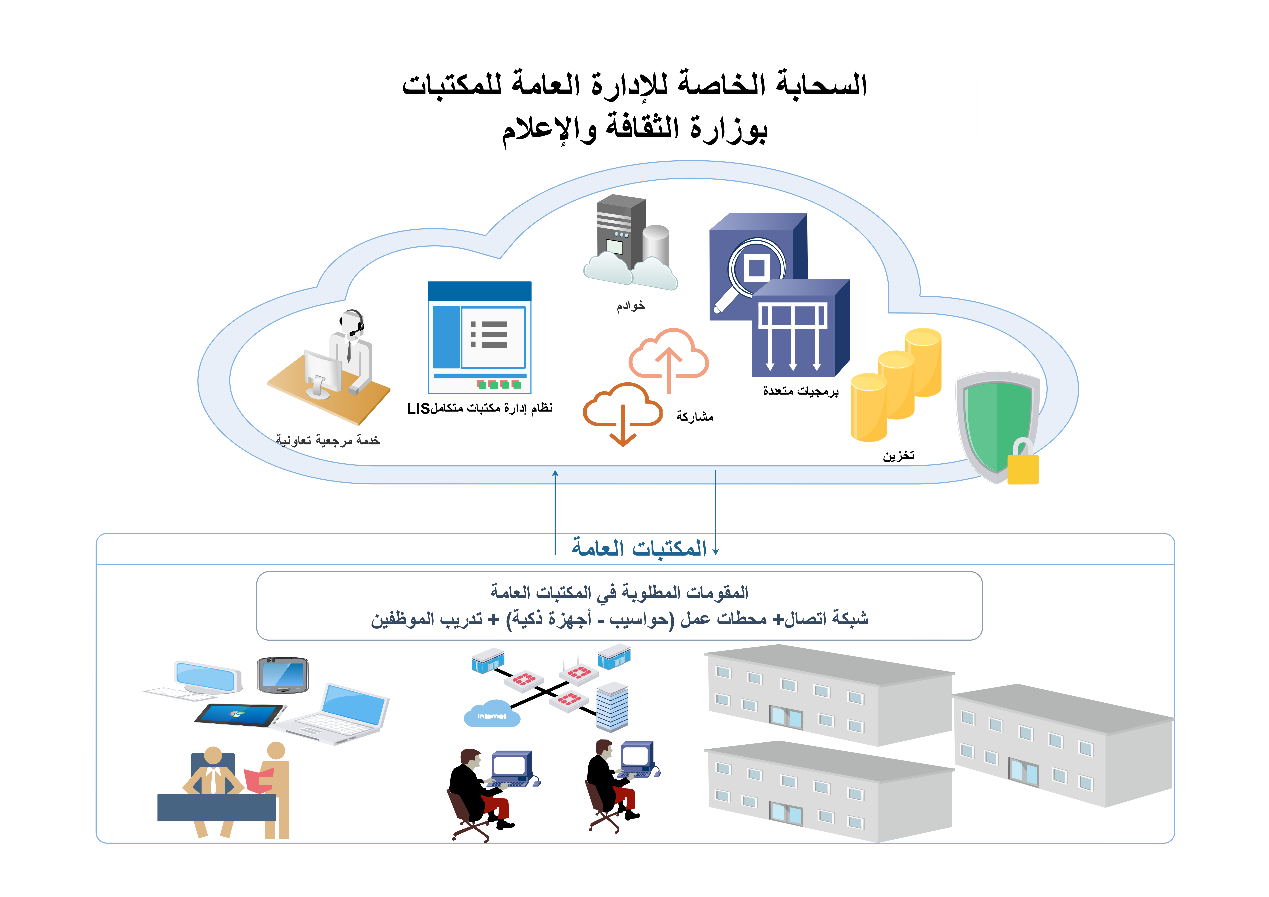 السحابة الخاصة للإدارة العامة للمكتبات
بوزارة الثقافة والإعلام
خوادم
برمجيات متعددة
نظام إدارة مكتبات متكاملLIS
مشاركة
خدمة مرجعية تعاونية
تخزين
المكتبات العامة
المقومات المطلوبة في المكتبات العامة
شبكة اتصال+ محطات عمل (حواسيب - أجهزة ذكية) + تدريب الموظفين
internet